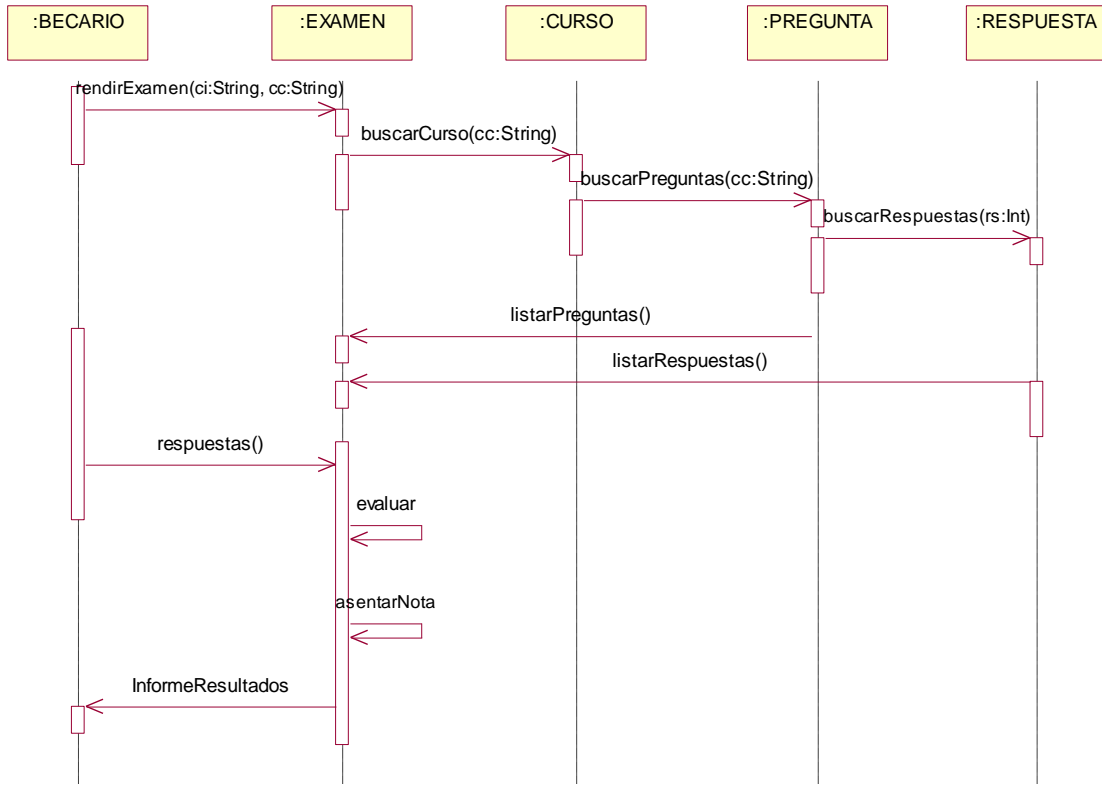 :BECARIO
:EXAMEN
:CURSO
:PREGUNTA
:RESPUESTA
rendirExamen(ci:String, cc:String)
buscarCurso(cc:String)
buscarPreguntas(cc:String)
buscarRespuestas(rs:Int)
listarPreguntas()
listarRespuestas()
respuestas()
evaluar
asentarNota
InformeResultados